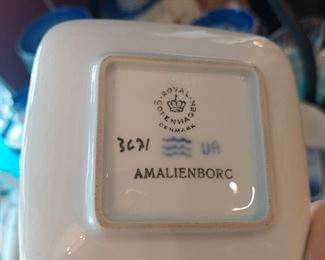 ROYAL
COPENHAGEN
DENMARK
3671 UA
AMALIENBORG